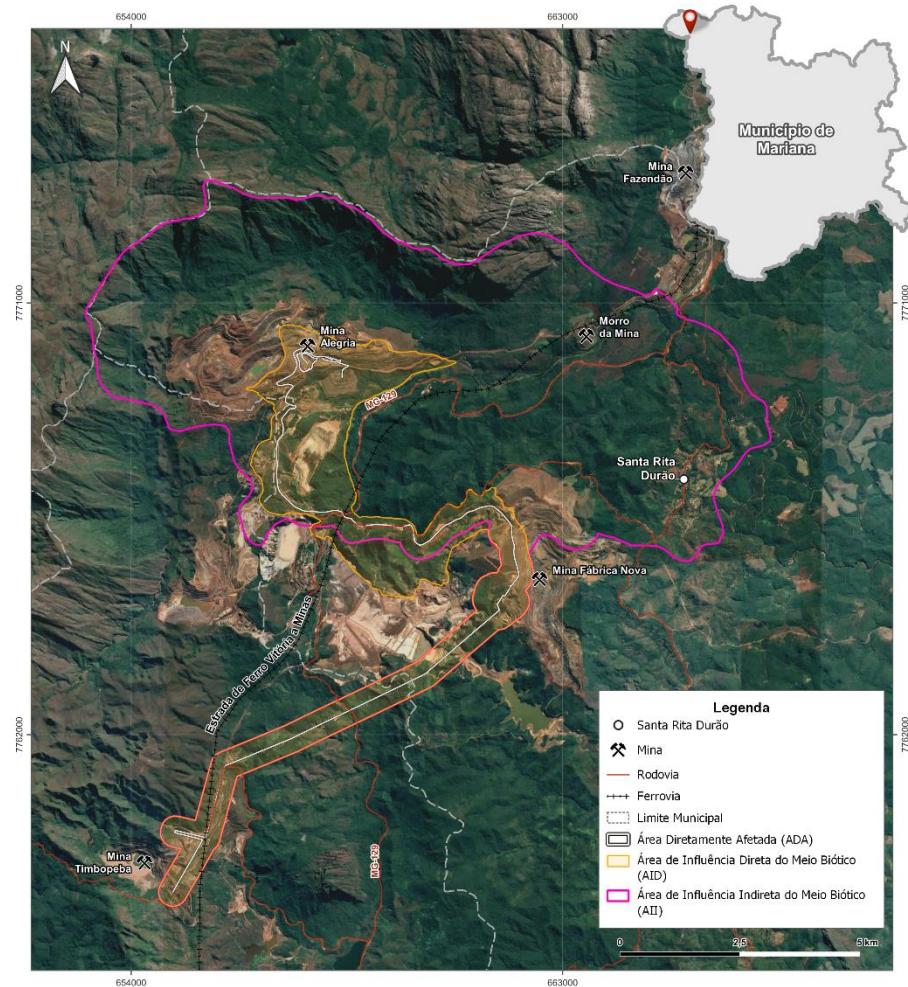 654000
663000
N
Município de
Mariana
Mina
Fazendão
7771000
7771000
Mina
Alegria
Morro
da Mina
MG-129
Santa Rita
Durão
Mina Fábrica Nova
Estrada de Ferro Vitória a Minas
7762000
7762000
Mina
Timbopeba
MG-129
Legenda
Santa Rita Durão
Mina
Rodovia
Ferrovia
Limite Municipal
Área Diretamente Afetada (ADA)
Área de Influência Direta do Meio Biótico
(AID)
Área de Influência Indireta do Meio Biótico
(AII)
0
2,5
5 km
654000
663000